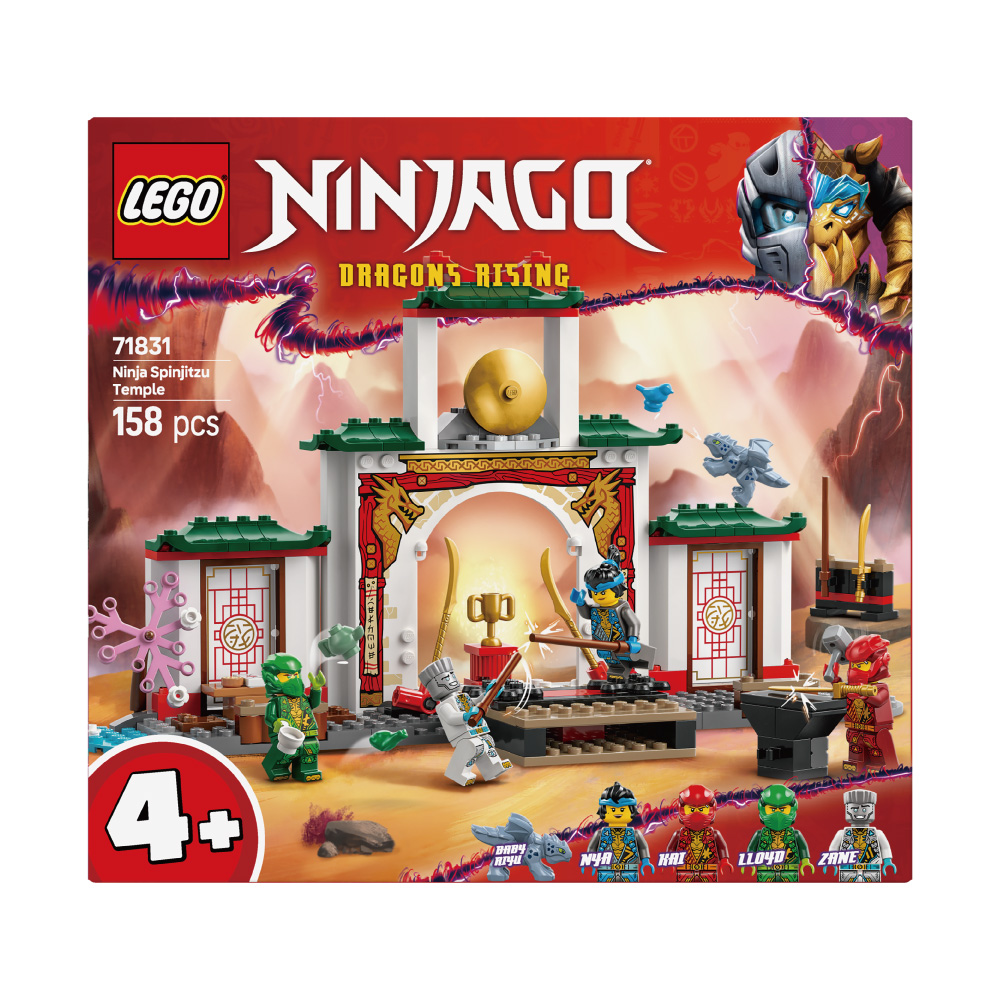 LEGO
NINJAGO
DRAGONS RISING
71831
Ninja Spinjitzu
Temple
158 pcs
4+
BABY
RIYU
NYA
KAI
LLOYD
ZANE